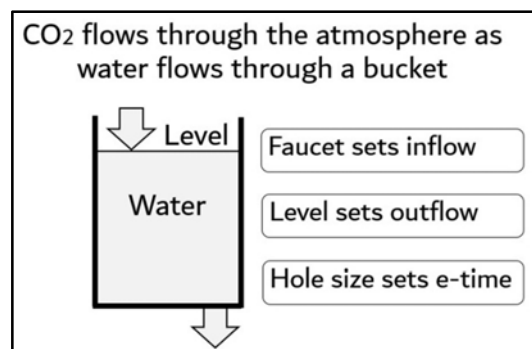 CO2 flows through the atmosphere as
water flows through a bucket
Level
Water
Faucet sets inflow
Level sets outflow
Hole size sets e-time